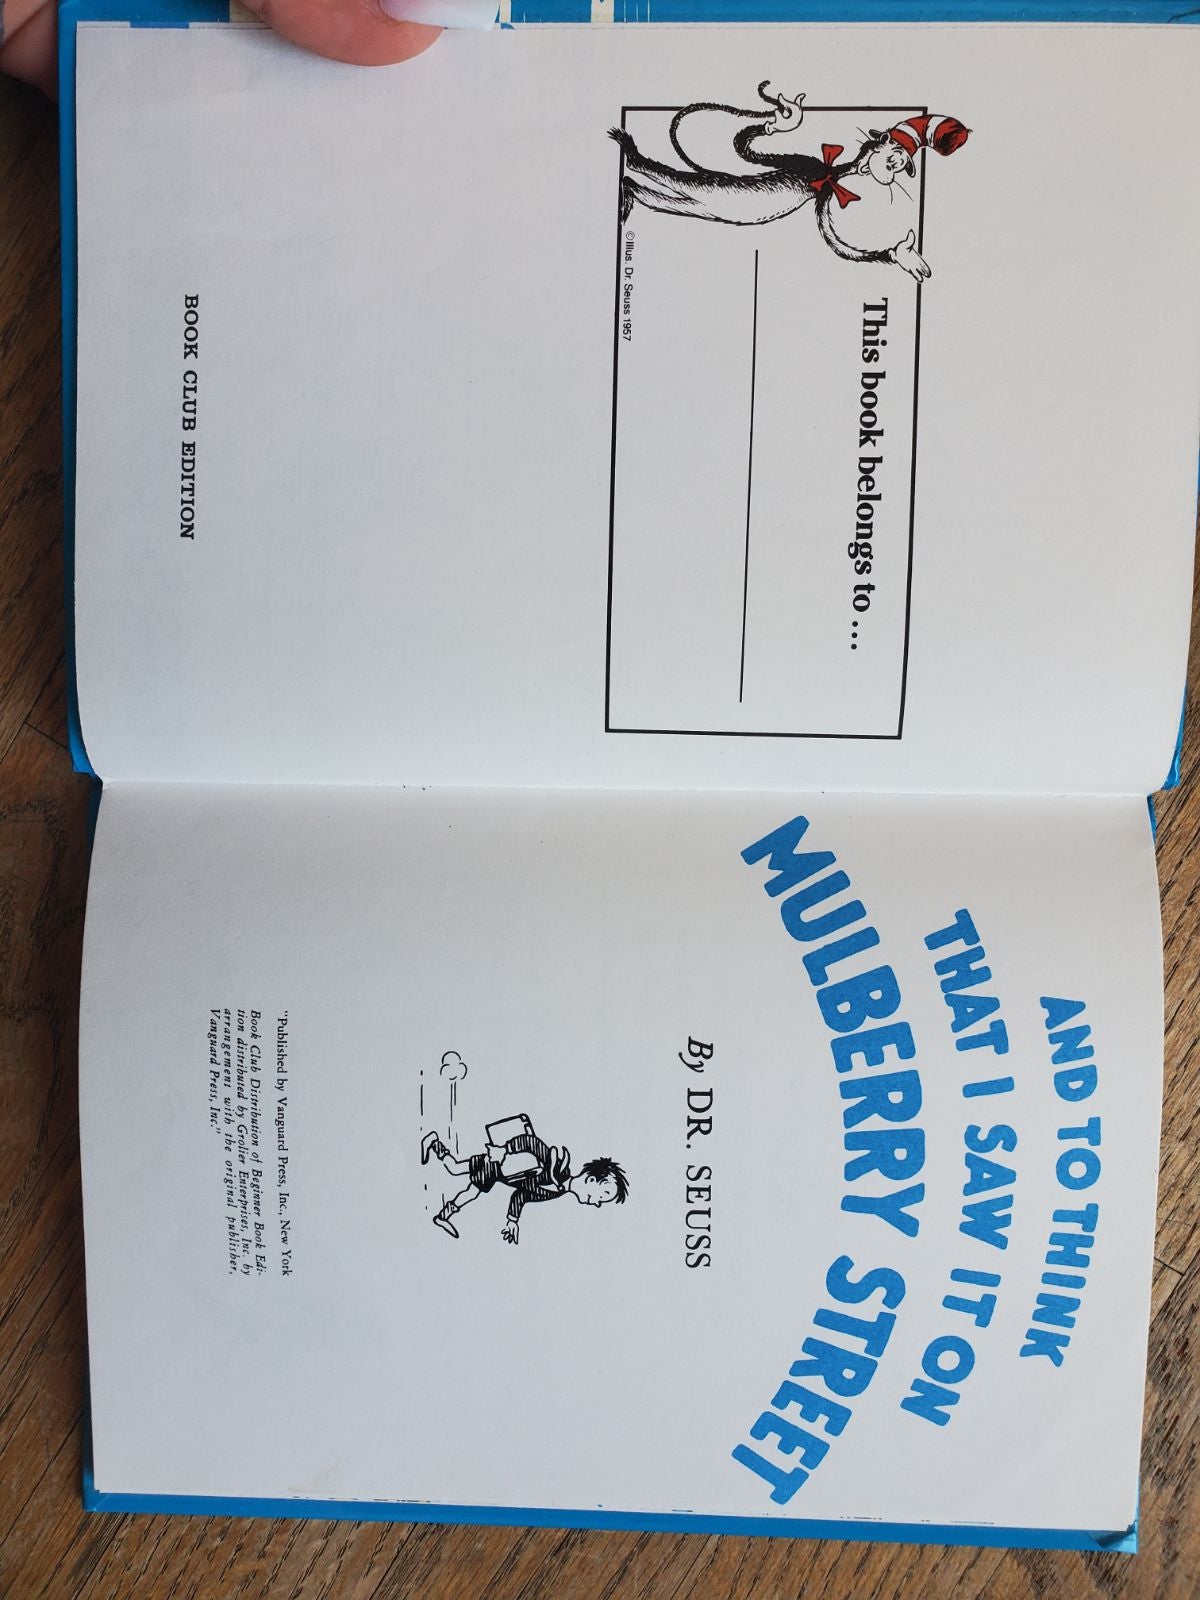 This book belongs to...
©Illus. Dr. Seuss 1957
BOOK CLUB EDITION
AND TO THINK
THAT I SAW IT ON
MULBERRY STREET
By DR. SEUSS
"Published by Vanguard Press, Inc., New York
Book Club Distribution of Beginner Book Edi-
tion distributed by Grolier Enterprises, Inc. by
arrangement with the original publisher,
Vanguard Press, Inc."